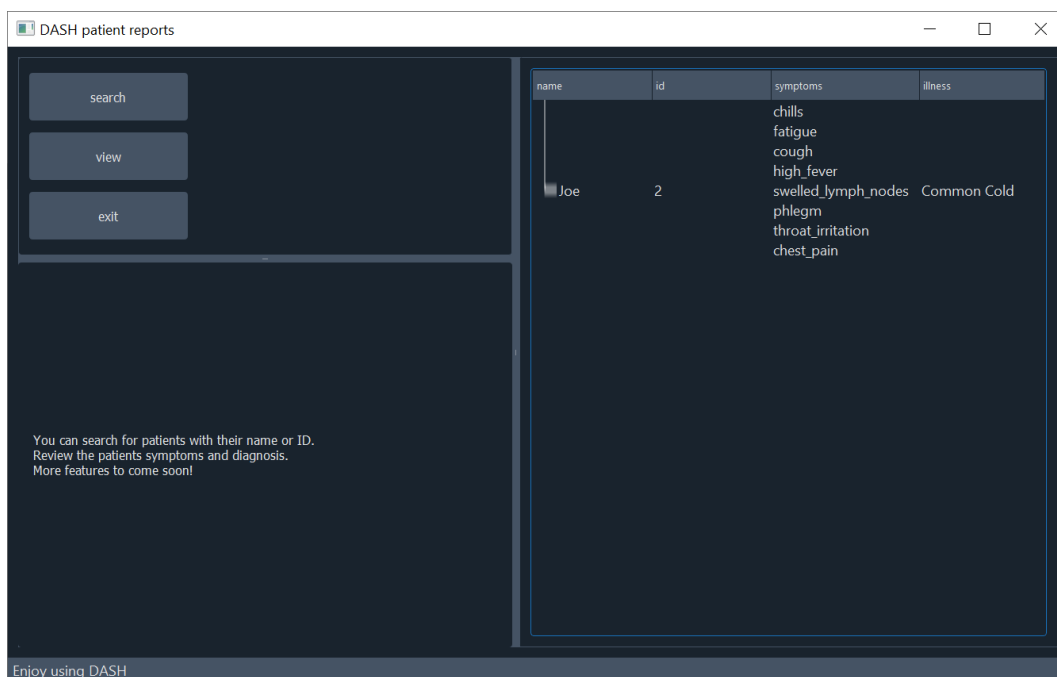 DASH patient reports
search
view
exit
You can search for patients with their name or ID.
Review the patients symptoms and diagnosis.
More features to come soon!
name id symptoms illness
chills
fatigue
cough
high_fever
Joe 2 swelled_lymph_nodes Common Cold
phlegm
throat_irritation
chest_pain
Enjoy using DASH